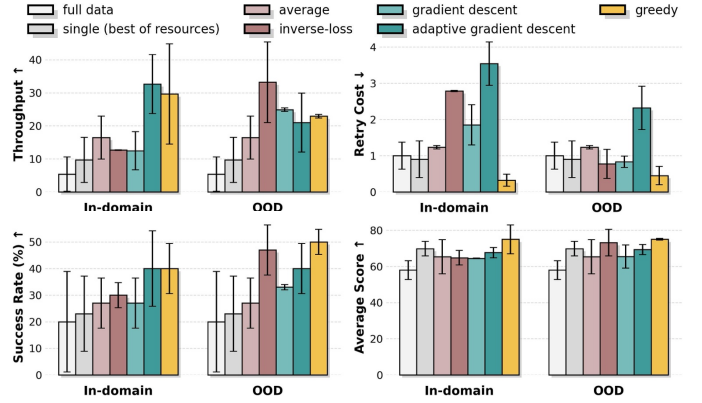 full data average gradient descent greedy
single (best of resources) inverse-loss adaptive gradient descent
Throughput ↑
40
30
20
10
0
In-domain OOD
Retry Cost ↓
4
3
2
1
0
In-domain OOD
Success Rate (%) ↑
50
40
30
20
10
0
In-domain OOD
Average Score ↑
80
60
40
20
0
In-domain OOD